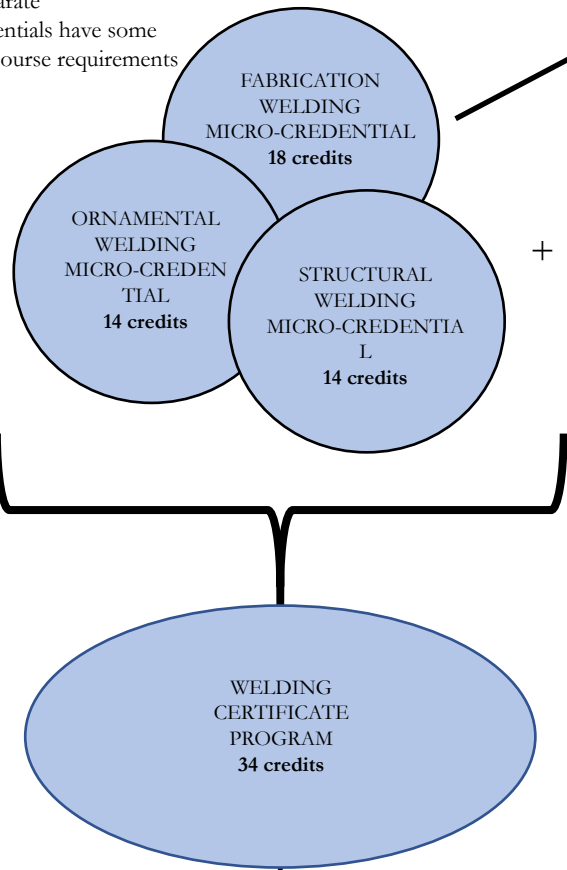 entials have some
ourse requirements
FABRICATION
WELDING
MICRO-CREDENTIAL
18 credits
ORNAMENTAL
WELDING
MICRO-CREDEN
TIAL
14 credits
STRUCTURAL
WELDING
MICRO-CREDENTIA
L
14 credits
+
WELDING
CERTIFICATE
PROGRAM
34 credits